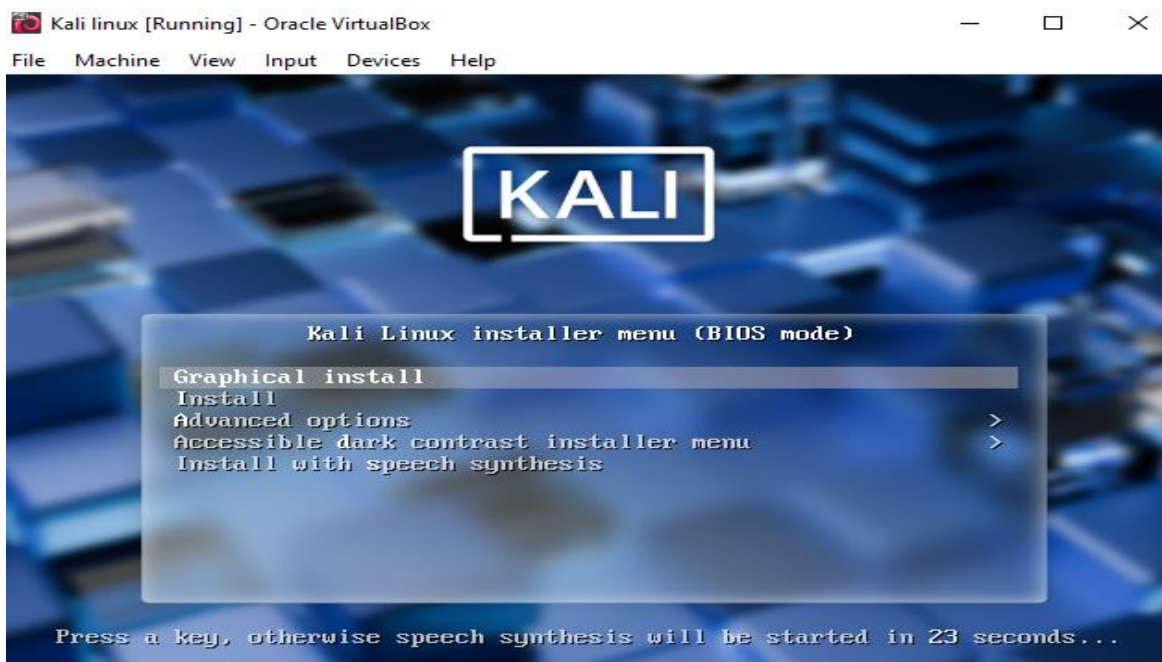 Kali linux [Running] - Oracle VirtualBox
File Machine View Input Devices Help
KALI
Kali Linux installer menu (BIOS mode)
Graphical install
Install
Advanced options >
Accessible dark contrast installer menu >
Install with speech synthesis
Press a key, otherwise speech synthesis will be started in 23 seconds...